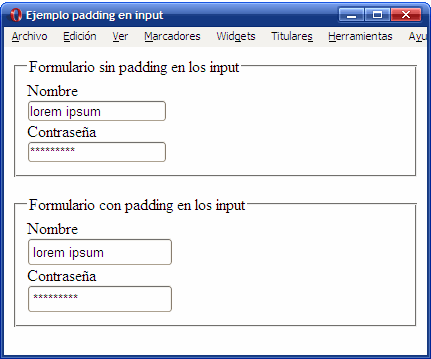 Ejemplo padding en input
Archivo Edición Ver Marcadores Widgets Titulares Herramientas Ayu
Formulario sin padding en los input
Nombre
lorem ipsum
Contraseña
*********
Formulario con padding en los input
Nombre
lorem ipsum
Contraseña
*********